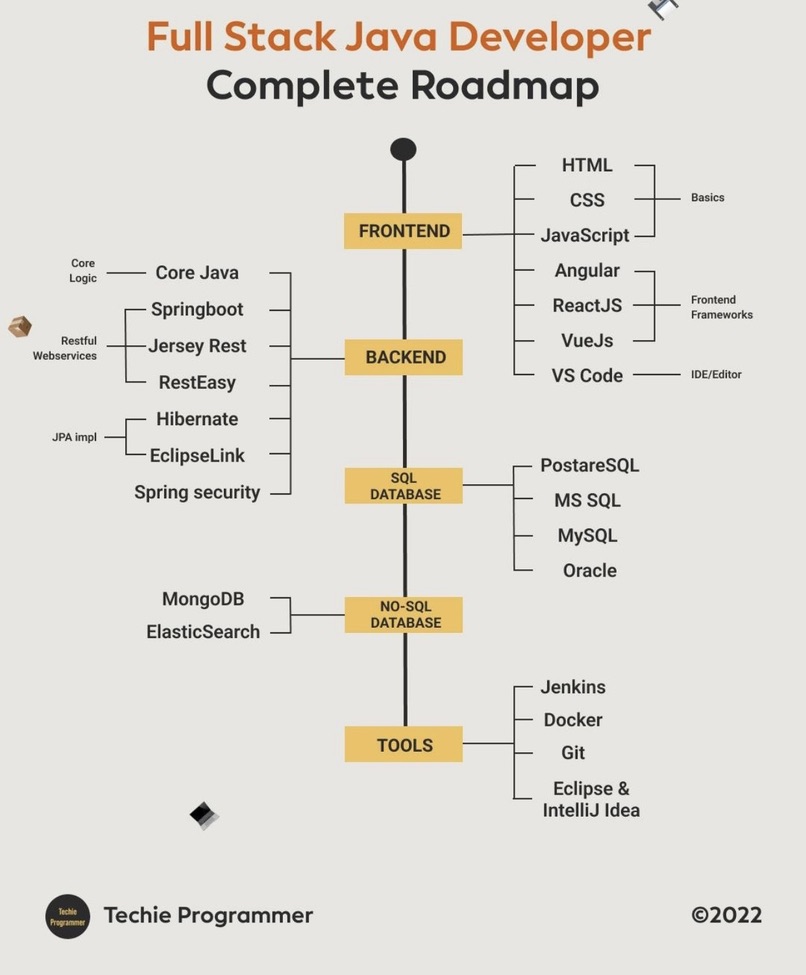 Full Stack Java Developer
Complete Roadmap
FRONTEND
HTML
CSS
JavaScript
Angular
ReactJS
VueJs
VS Code
Basics
Frontend
Frameworks
IDE/Editor
BACKEND
Core Java
Springboot
Jersey Rest
RestEasy
Hibernate
EclipseLink
Spring security
Core
Logic
Restful
Webservices
JPA impl
SQL
DATABASE
PostareSQL
MS SQL
MySQL
Oracle
NO-SQL
DATABASE
MongoDB
ElasticSearch
TOOLS
Jenkins
Docker
Git
Eclipse &
IntelliJ Idea
Techie
Programmer
Techie Programmer
©2022